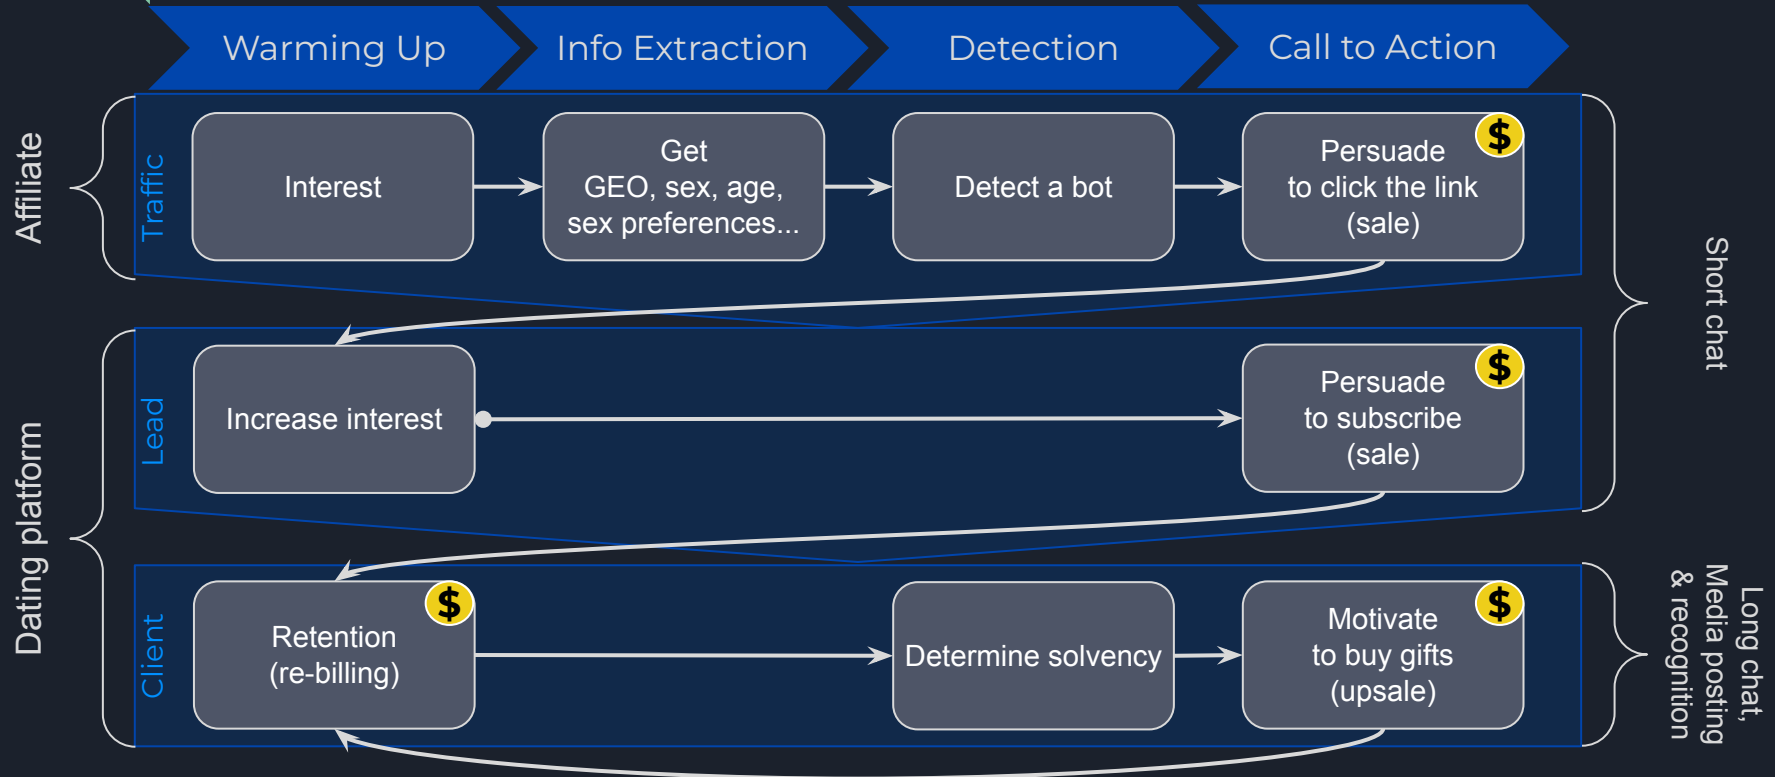 Warming Up
Info Extraction
Detection
Call to Action
Affiliate
Traffic
Interest
Get
GEO, sex, age,
sex preferences...
Detect a bot
$
Persuade
to click the link
(sale)
Short chat
Dating platform
Lead
Increase interest
$
Persuade
to subscribe
(sale)
Client
$
Retention
(re-billing)
Determine solvency
$
Motivate
to buy gifts
(upsale)
Long chat,
Media posting
& recognition